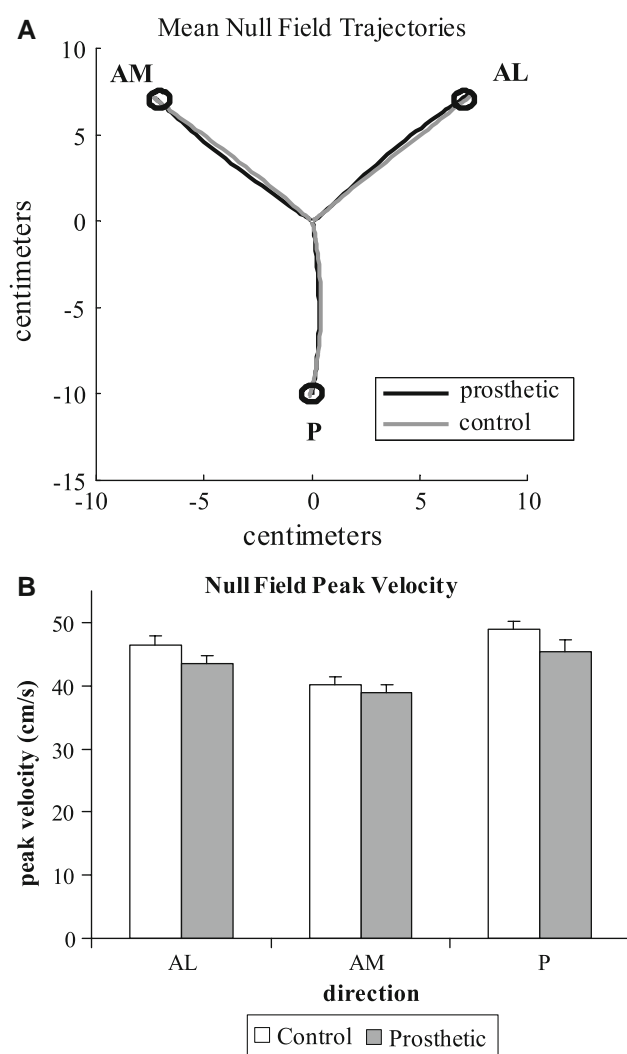 A
Mean Null Field Trajectories
10
AM
AL
5
0
centimeters
-5
-10
prosthetic
control
P
-15
-10
-5
0
5
10
centimeters
B
Null Field Peak Velocity
50
40
30
20
10
0
peak velocity (cm/s)
AL
AM
P
direction
Control
Prosthetic